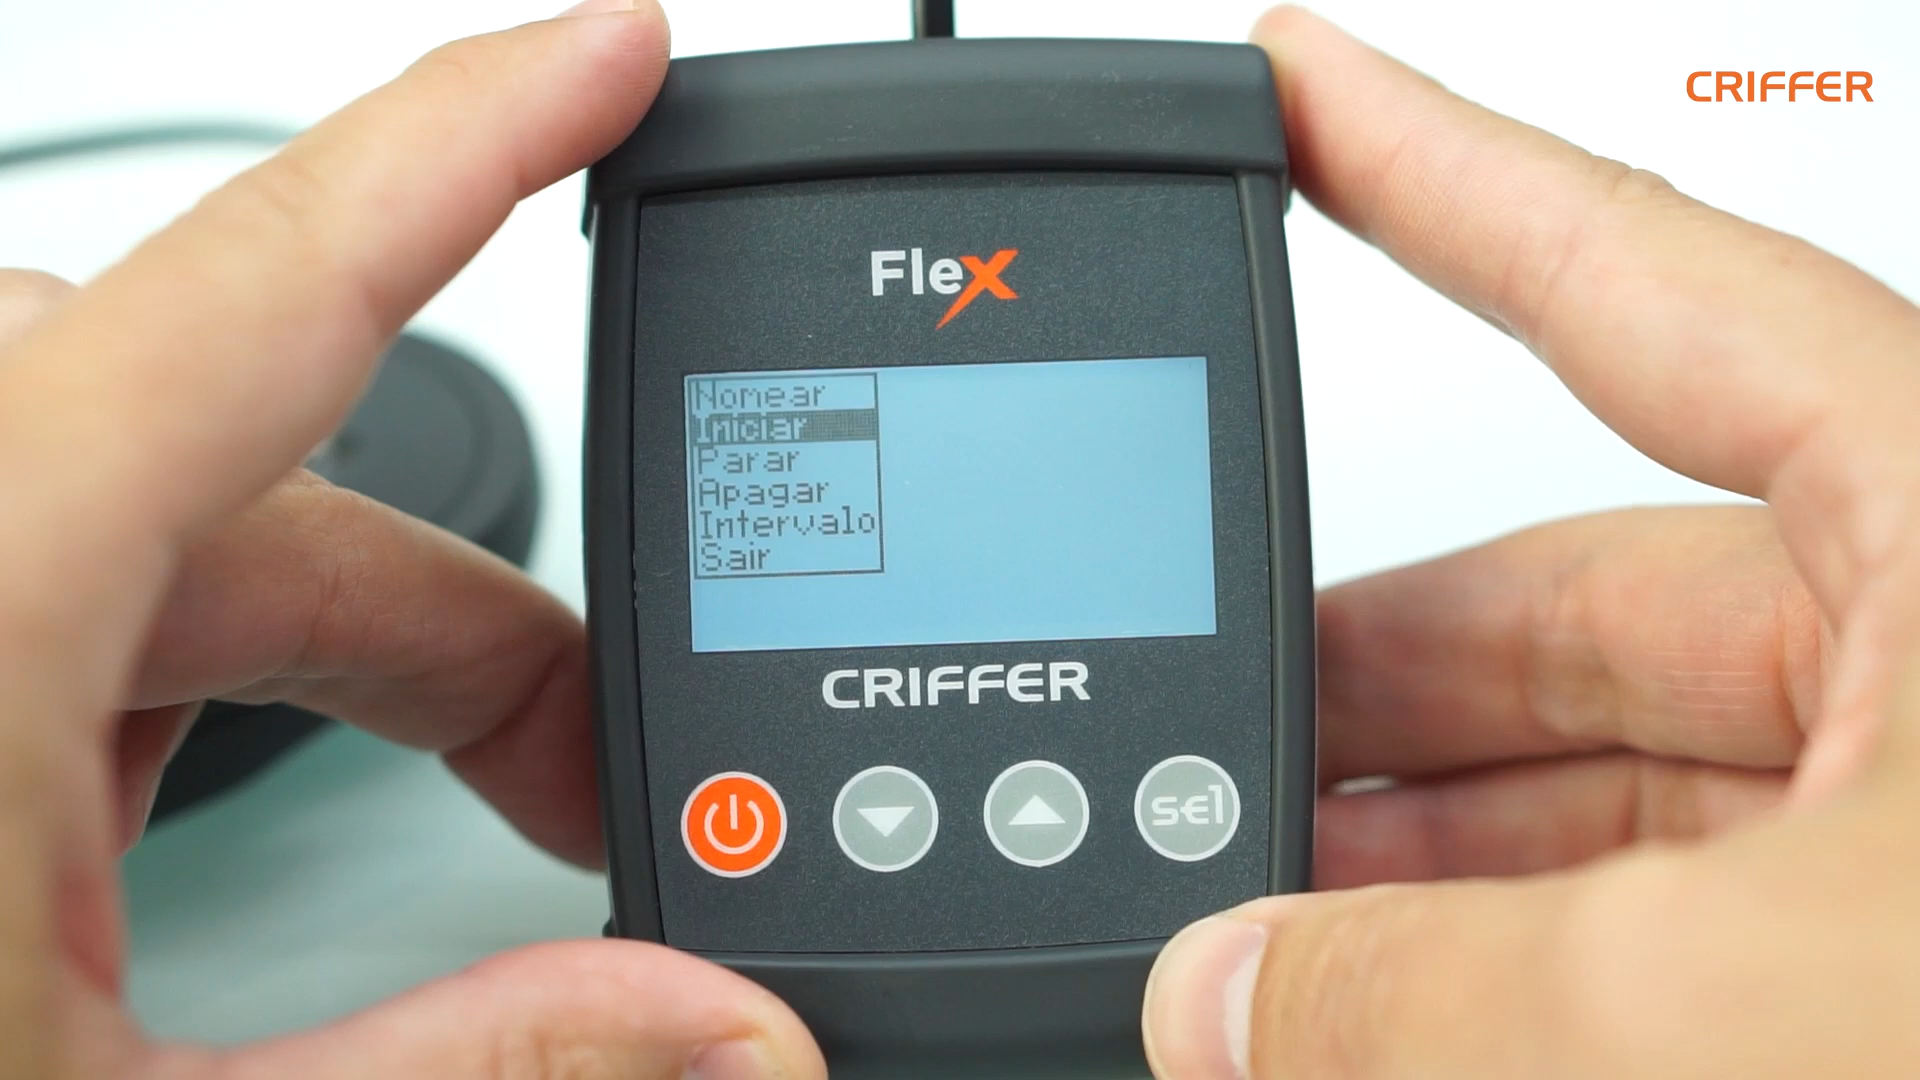 CRIFFER
FleX
Nomear
Iniciar
Parar
Apagar
Intervalo
Sair
CRIFFER
sel